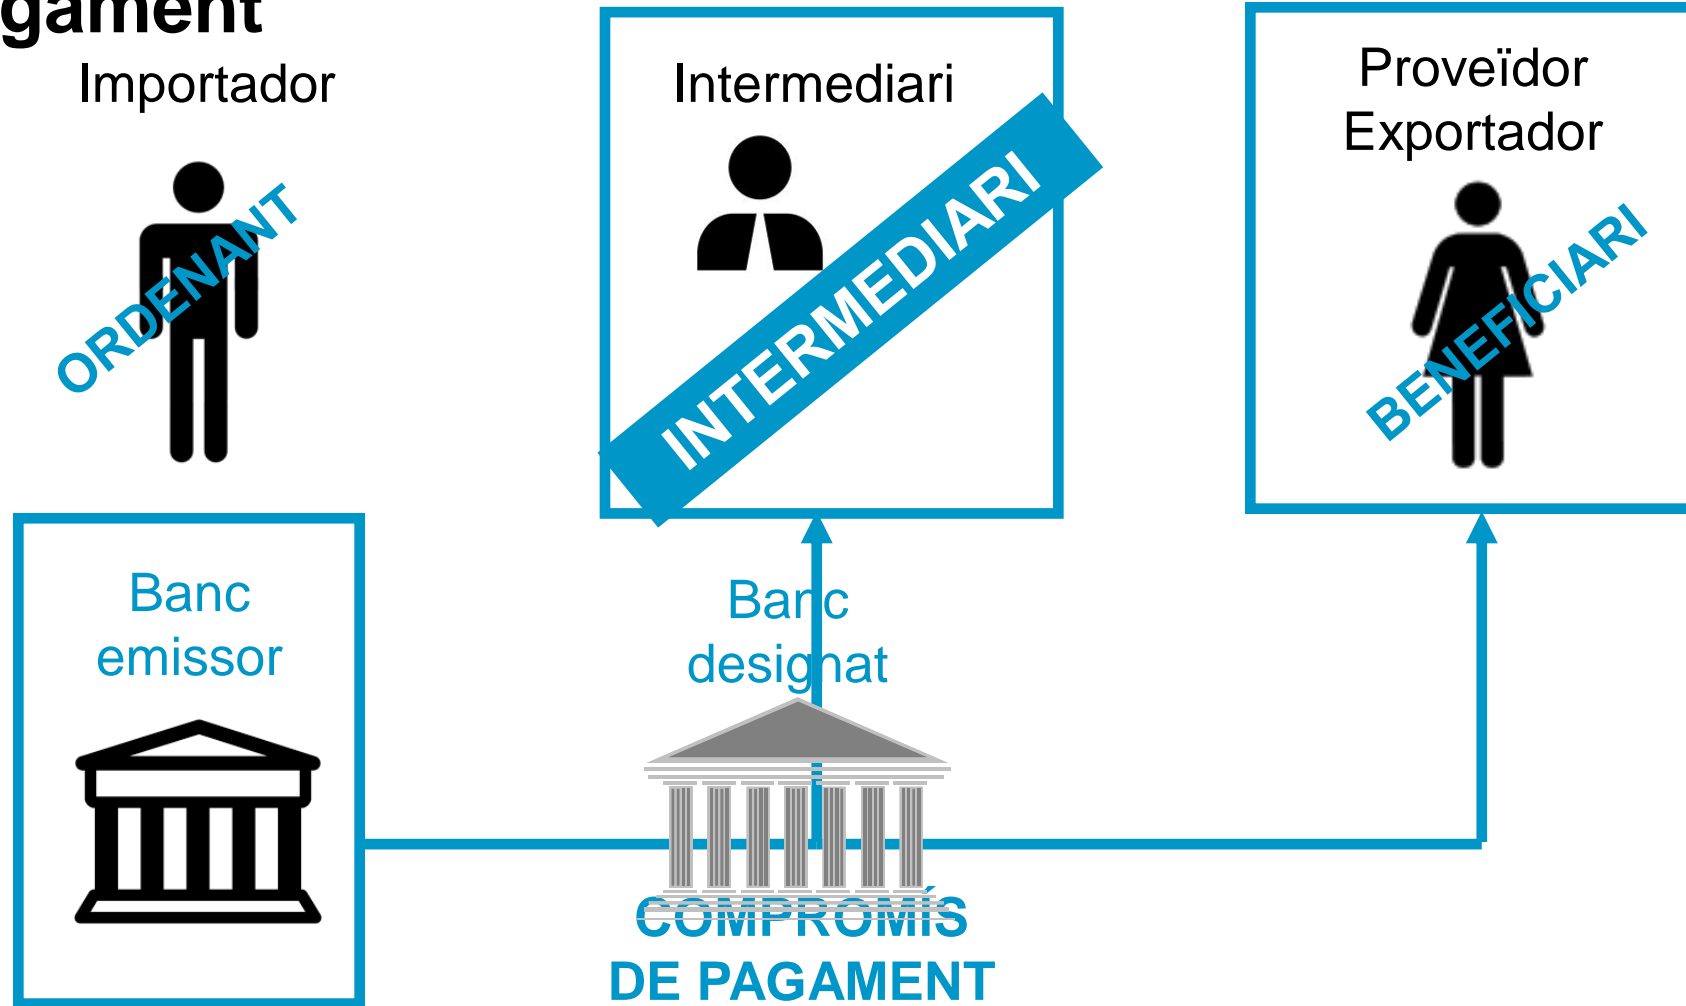 gament
Importador
ORDENANT
Intermediari
INTERMEDIARI
Proveïdor
Exportador
BENEFICIARI
Banc
emissor
Banc
designat
COMPROMÍS
DE PAGAMENT